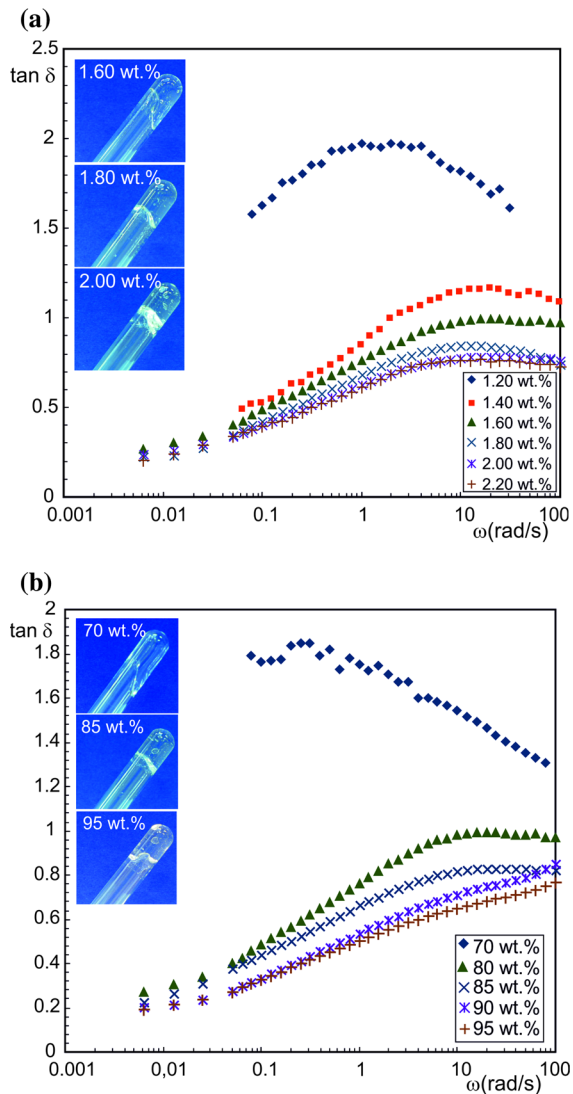 (a)
2.5
tan δ
2
1.5
1
0.5
0
1.60 wt.%
1.80 wt.%
2.00 wt.%
1.20 wt.%
1.40 wt.%
1.60 wt.%
1.80 wt.%
2.00 wt.%
2.20 wt.%
0.001 0.01 0.1 1 10 100
ω(rad/s)
(b)
2
tan δ
1.8
1.6
1.4
1.2
1
0.8
0.6
0.4
0.2
0
70 wt.%
85 wt.%
95 wt.%
70 wt.%
80 wt.%
85 wt.%
90 wt.%
95 wt.%
0.001 0,01 0.1 1 10 100
ω(rad/s)